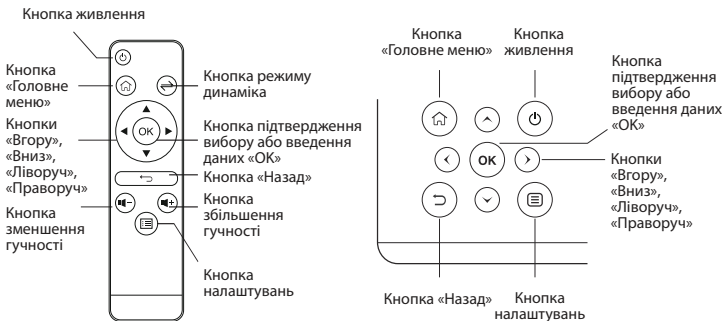 Кнопка живлення
Кнопка
«Головне
меню»
Кнопки
«Вгору»,
«Вниз»,
«Ліворуч»,
«Праворуч»
Кнопка
зменшення
гучності
OK
Кнопка режиму
динаміка
Кнопка підтвердження
вибору або введення
даних «OK»
Кнопка «Назад»
Кнопка
збільшення
гучності
Кнопка
налаштувань
Кнопка
«Головне меню»
Кнопка
живлення
Кнопка
підтвердження
вибору або
введення даних
«OK»
OK
Кнопки
«Вгору»,
«Вниз»,
«Ліворуч»,
«Праворуч»
Кнопка «Назад»
Кнопка
налаштувань